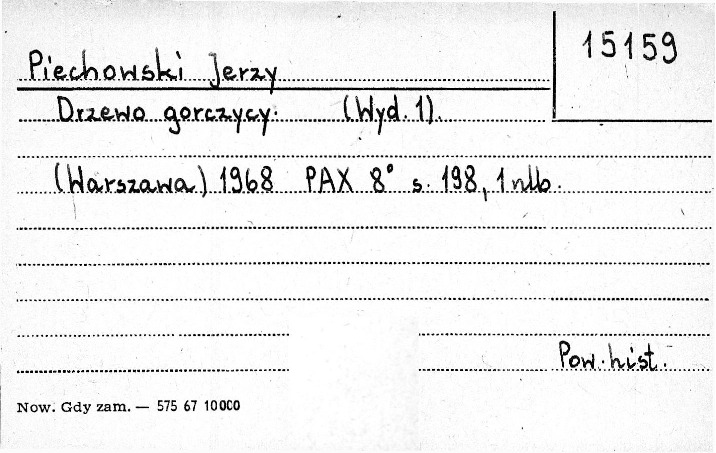 15159
Piechowski Jerzy
Drzewo gorczycy. (Wyd. 1).
(Warszawa) 1968 PAX 8° s. 198, 1 nlb.
Pow. hist.
Now. Gdy zam. — 575 67 10000